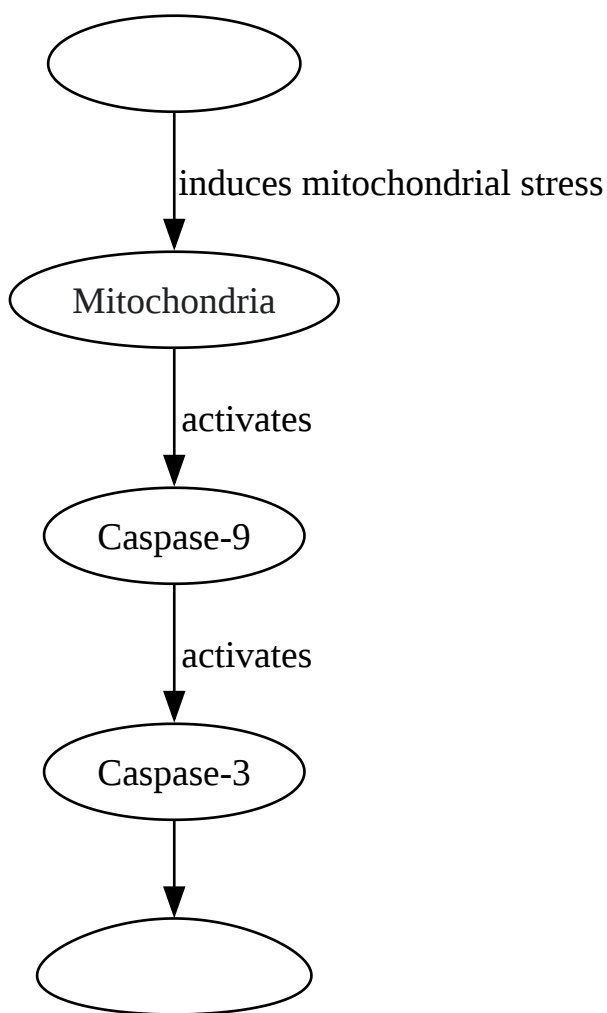 induces mitochondrial stress
Mitochondria
activates
Caspase-9
activates
Caspase-3